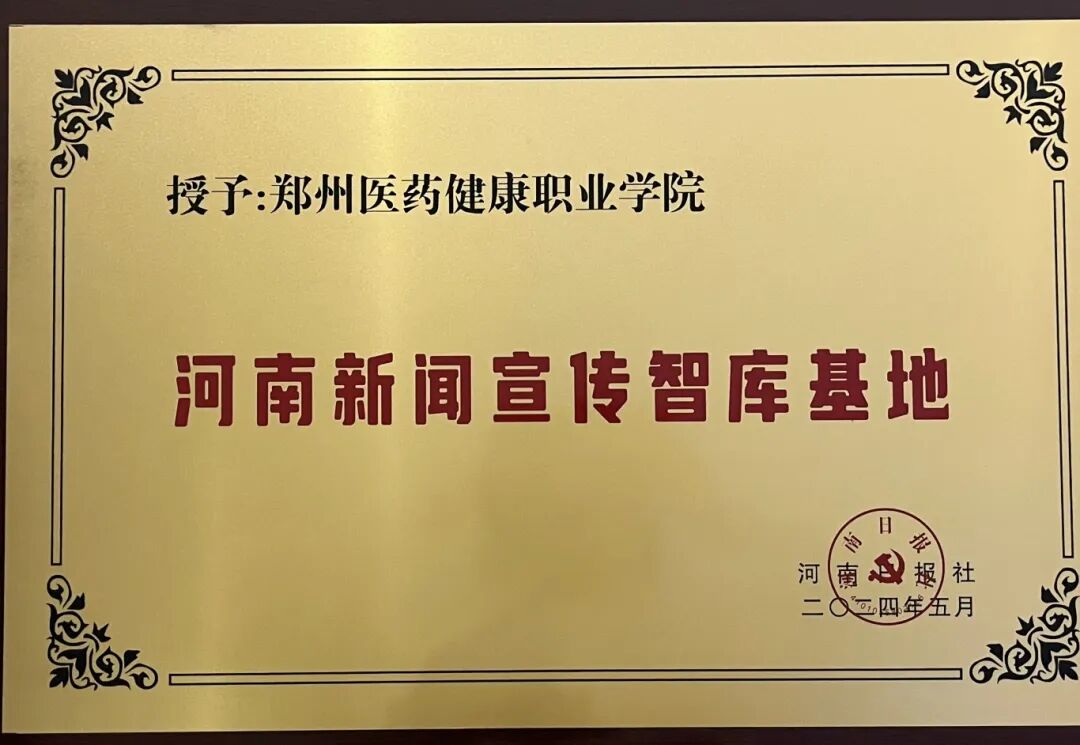 授予:郑州医药健康职业学院
河南新闻宣传智库基地
河南日报社
二〇二四年五月